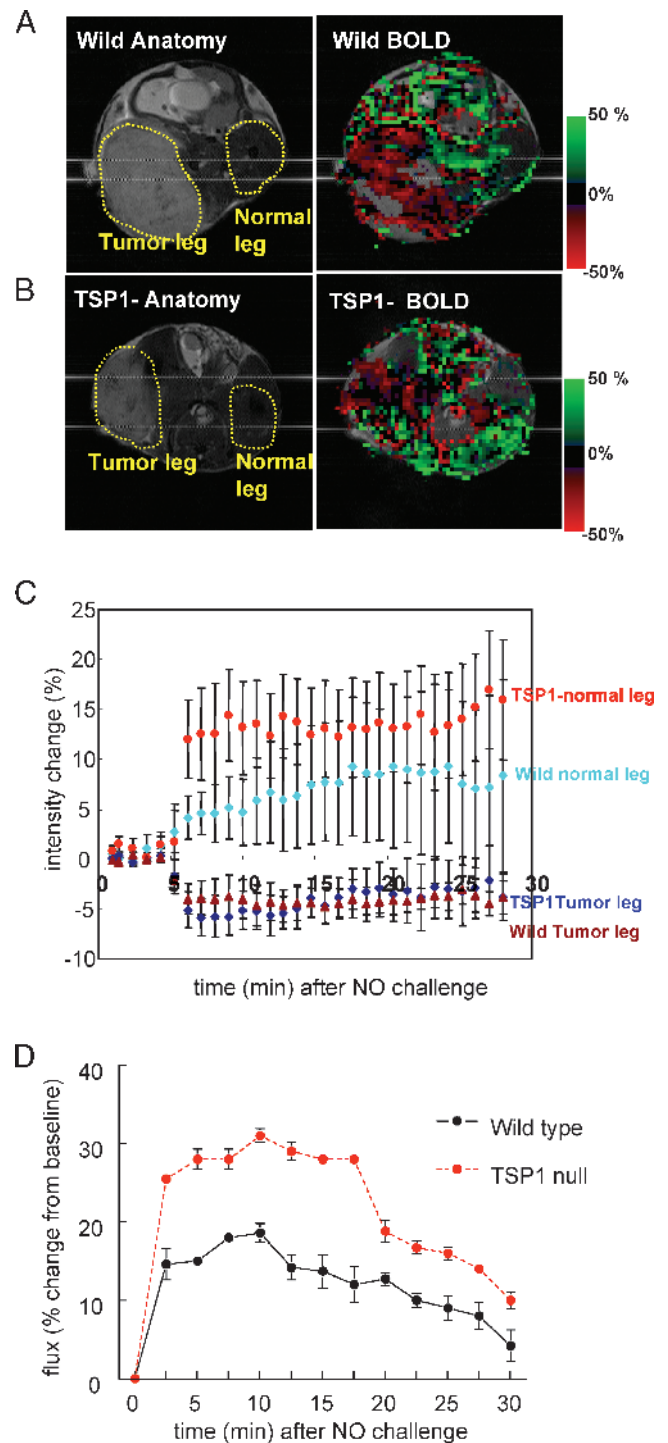 A
Wild Anatomy
Wild BOLD
Tumor leg
Normal
leg
50 %
0%
-50%
B
TSP1- Anatomy
TSP1- BOLD
Tumor leg
Normal
leg
50 %
0%
-50%
C
intensity change (%)
25
20
15
10
5
0
-5
-10
0
5
10
15
20
25
30
TSP1-normal leg
Wild normal leg
TSP1Tumor leg
Wild Tumor leg
time (min) after NO challenge
D
flux (% change from baseline)
40
30
20
10
0
Wild type
TSP1 null
0
5
10
15
20
25
30
time (min) after NO challenge